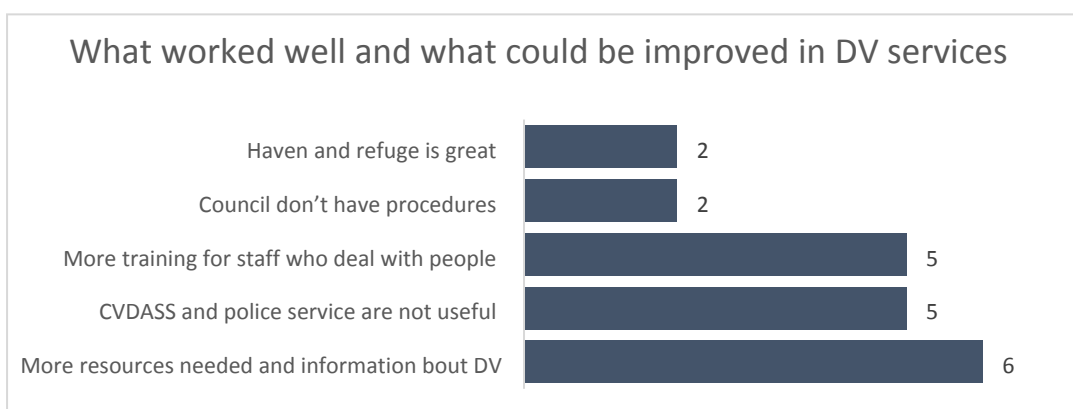 What worked well and what could be improved in DV services
Haven and refuge is great 2
Council don’t have procedures 2
More training for staff who deal with people 5
CVDASS and police service are not useful 5
More resources needed and information bout DV 6